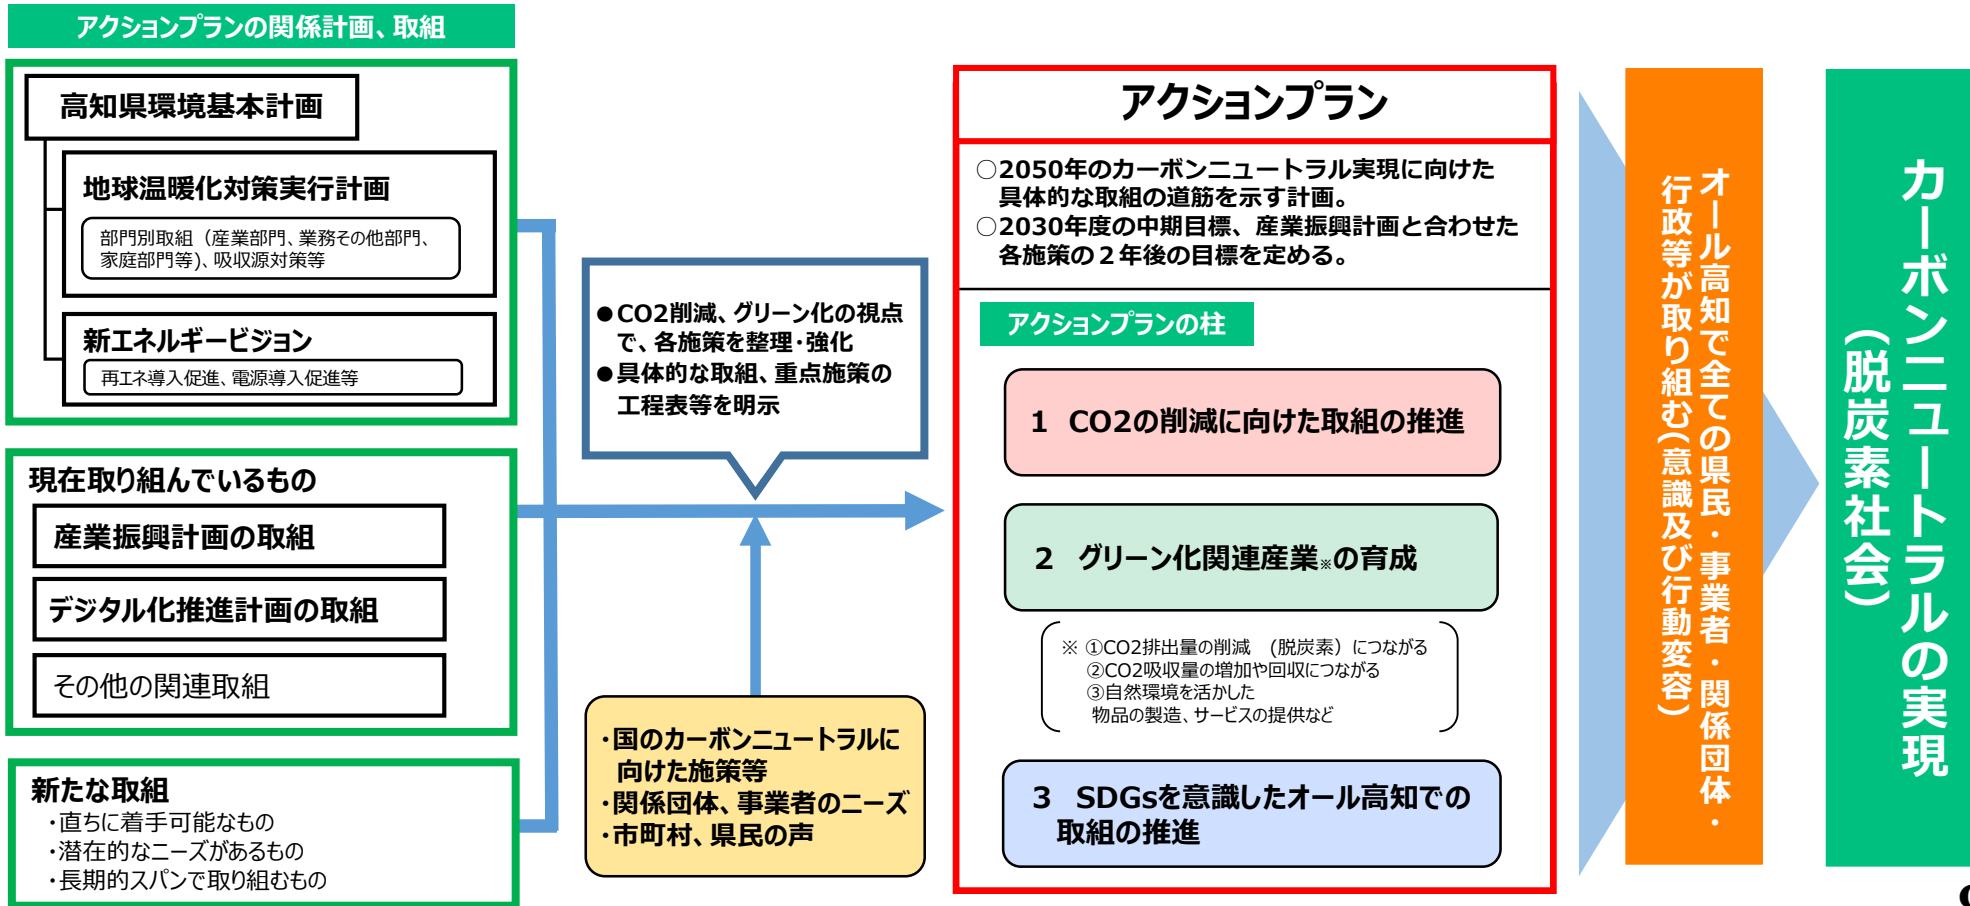 アクションプランの関係計画、取組
高知県環境基本計画
地球温暖化対策実行計画
部門別取組（産業部門、業務その他部門、
家庭部門等)、吸収源対策等
新エネルギービジョン
再エネ導入促進、電源導入促進等
現在取り組んでいるもの
産業振興計画の取組
デジタル化推進計画の取組
その他の関連取組
新たな取組
・直ちに着手可能なもの
・潜在的なニーズがあるもの
・長期的スパンで取り組むもの
●CO2削減、グリーン化の視点
で、各施策を整理・強化
●具体的な取組、重点施策の
工程表等を明示
・国のカーボンニュートラルに
向けた施策等
・関係団体、事業者のニーズ
・市町村、県民の声
アクションプラン
○2050年のカーボンニュートラル実現に向けた
具体的な取組の道筋を示す計画。
○2030年度の中期目標、産業振興計画と合わせた
各施策の２年後の目標を定める。
アクションプランの柱
1 CO2の削減に向けた取組の推進
2 グリーン化関連産業※の育成
※ ①CO2排出量の削減 (脱炭素）につながる
②CO2吸収量の増加や回収につながる
③自然環境を活かした
物品の製造、サービスの提供など
3 SDGsを意識したオール高知での
取組の推進
オール高知で全ての県民・事業者・関係団体・
行政等が取り組む(意識及び行動変容)
カーボンニュートラルの実現
(脱炭素社会)